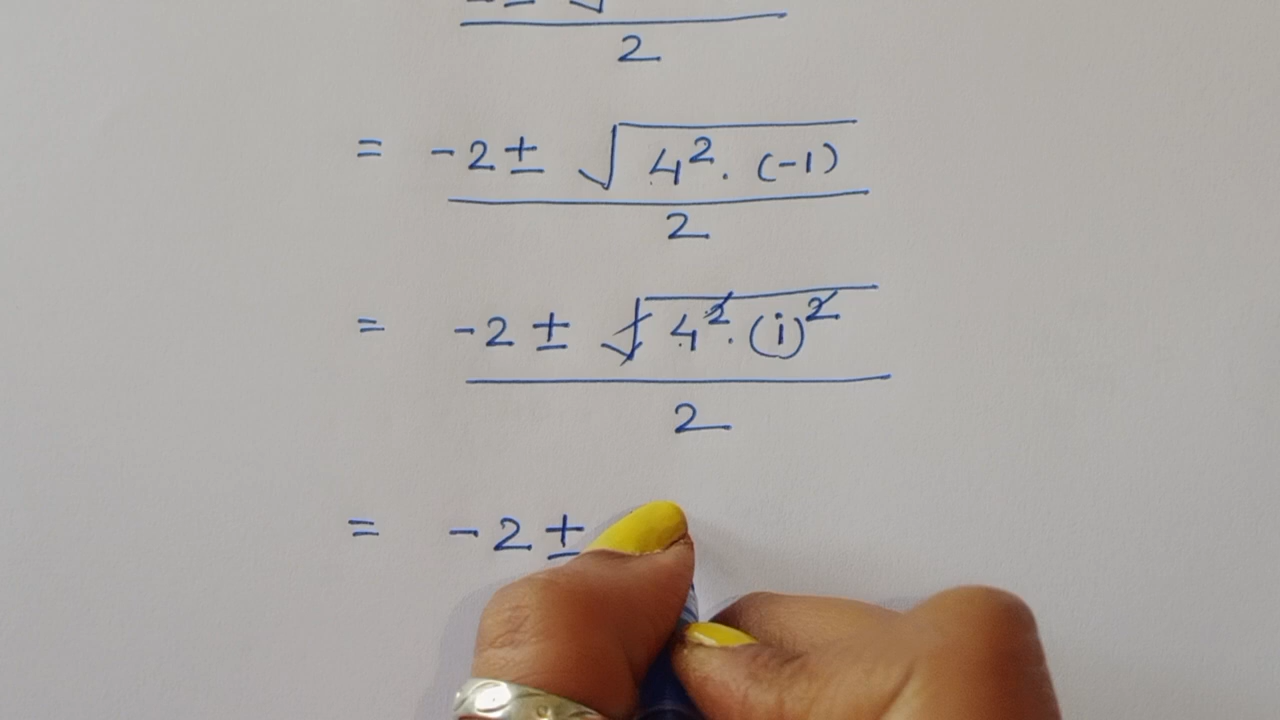 2
= -2 ± √4² . (-1)
2
= -2 ± √4² . (i)²
2
= -2 ±